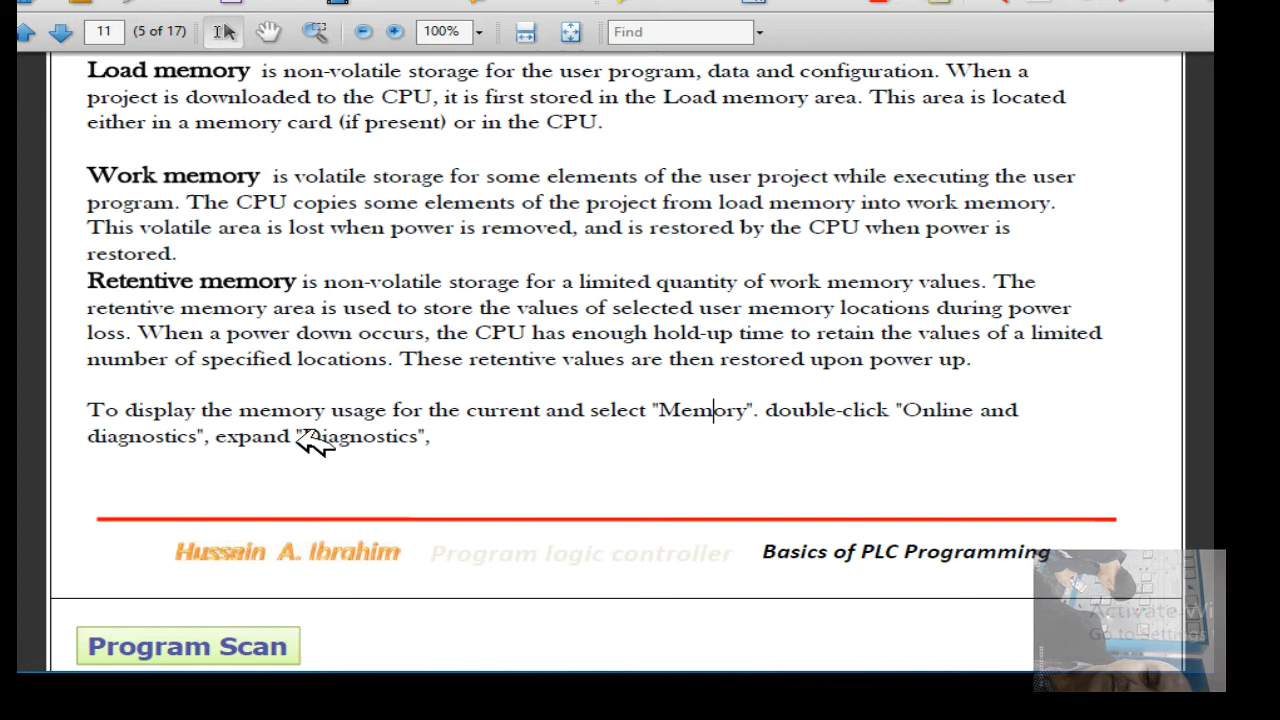 11 (5 of 17) 100% Find
Load memory is non-volatile storage for the user program, data and configuration. When a
project is downloaded to the CPU, it is first stored in the Load memory area. This area is located
either in a memory card (if present) or in the CPU.
Work memory is volatile storage for some elements of the user project while executing the user
program. The CPU copies some elements of the project from load memory into work memory.
This volatile area is lost when power is removed, and is restored by the CPU when power is
restored.
Retentive memory is non-volatile storage for a limited quantity of work memory values. The
retentive memory area is used to store the values of selected user memory locations during power
loss. When a power down occurs, the CPU has enough hold-up time to retain the values of a limited
number of specified locations. These retentive values are then restored upon power up.
To display the memory usage for the current and select "Memory". double-click "Online and
diagnostics", expand "Diagnostics",
Hussain A. Ibrahim Program logic controller Basics of PLC Programming
Activate Wi
Go to Settings
Program Scan